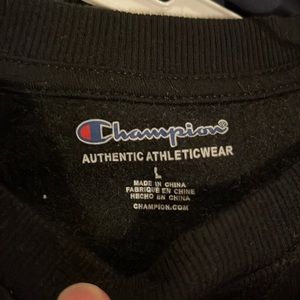 Champion®
AUTHENTIC ATHLETICWEAR
L
MADE IN CHINA
FABRIQUÉ EN CHINE
HECHO EN CHINA
CHAMPION.COM